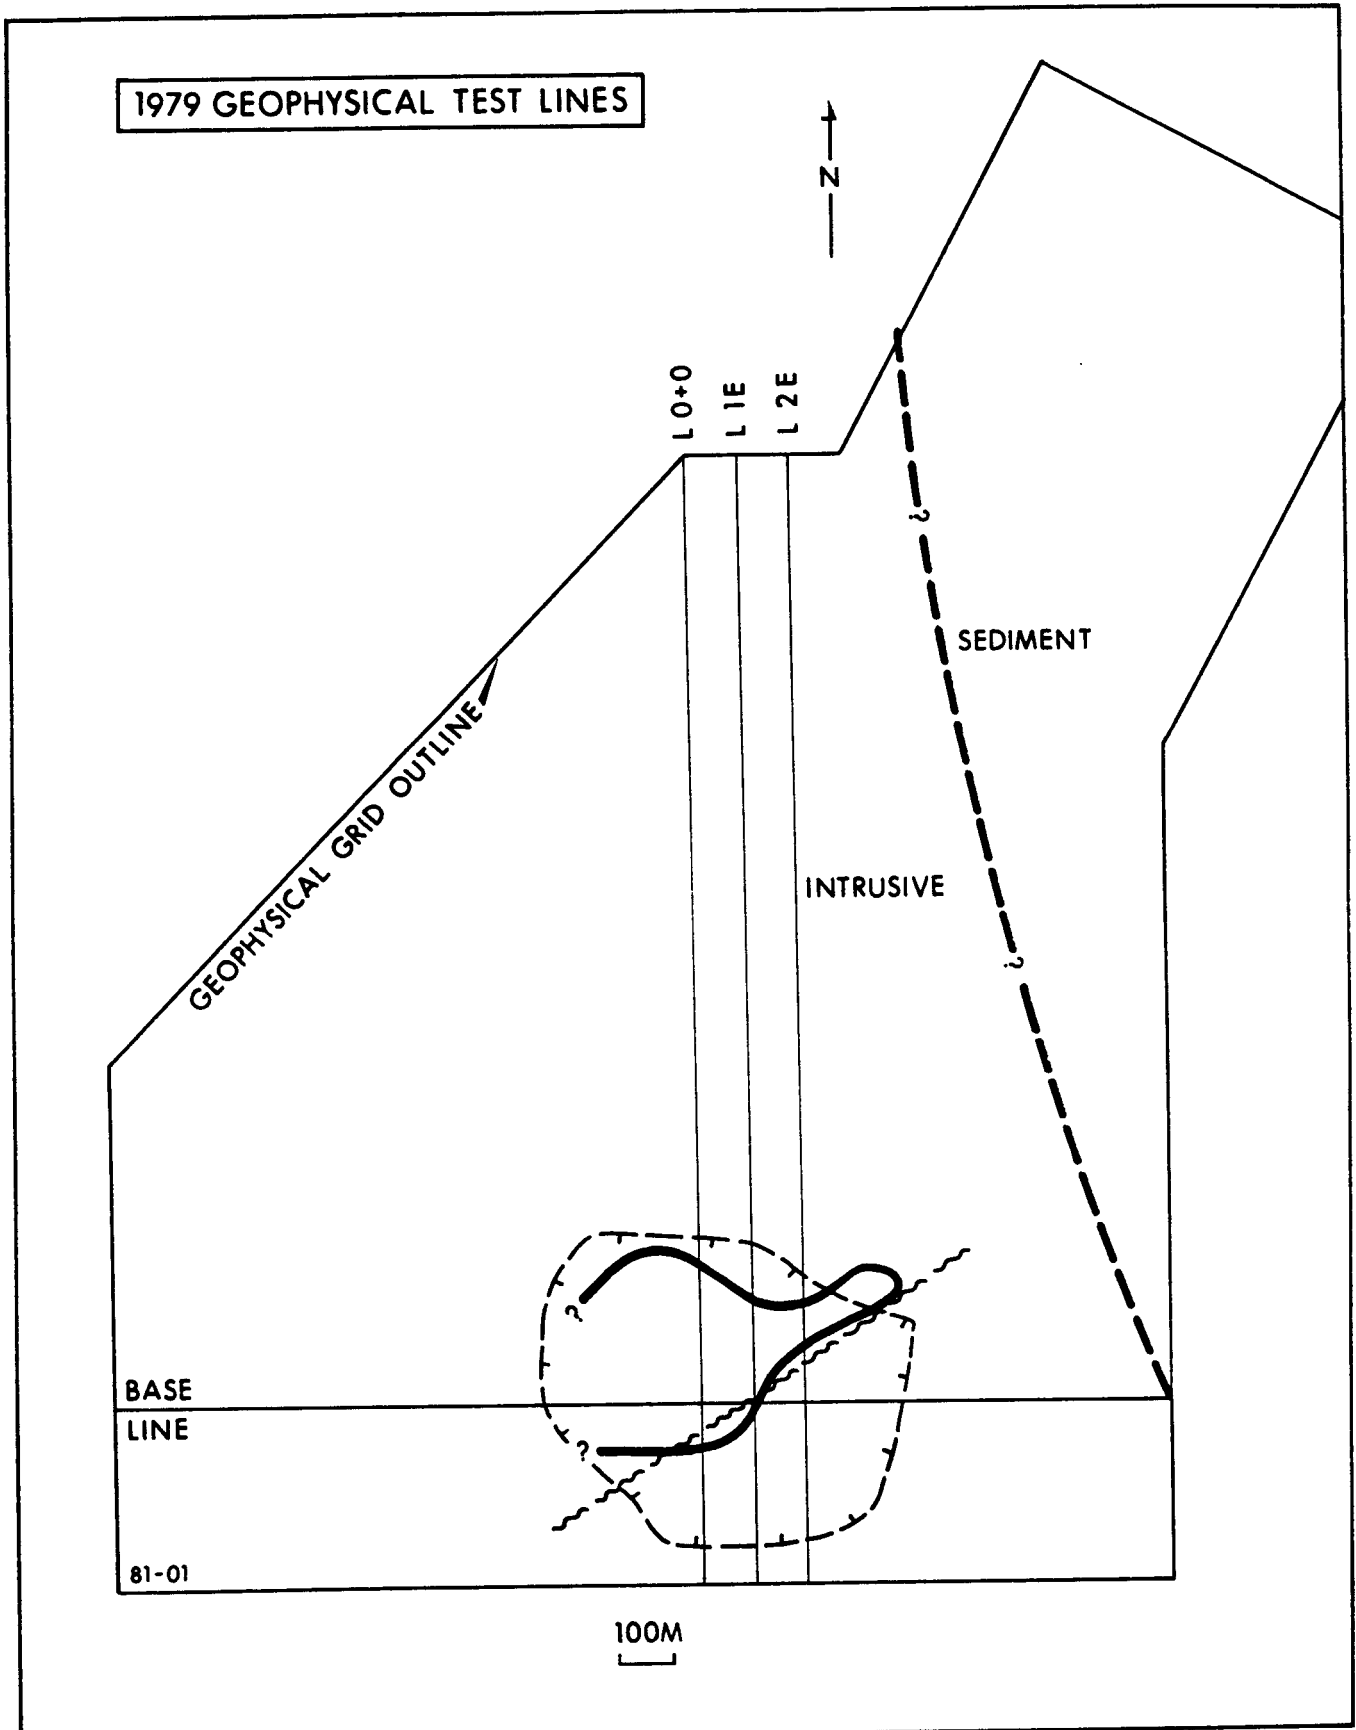 1979 GEOPHYSICAL TEST LINES
N
L 0+0
L 1E
L 2E
?
SEDIMENT
GEOPHYSICAL GRID OUTLINE
INTRUSIVE
?
?
BASE
LINE
?
81-01
100M